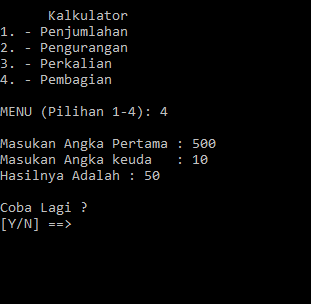 Kalkulator
1. - Penjumlahan
2. - Pengurangan
3. - Perkalian
4. - Pembagian
MENU (Pilihan 1-4): 4
Masukan Angka Pertama : 500
Masukan Angka keuda   : 10
Hasilnya Adalah : 50
Coba Lagi ?
[Y/N] ==>